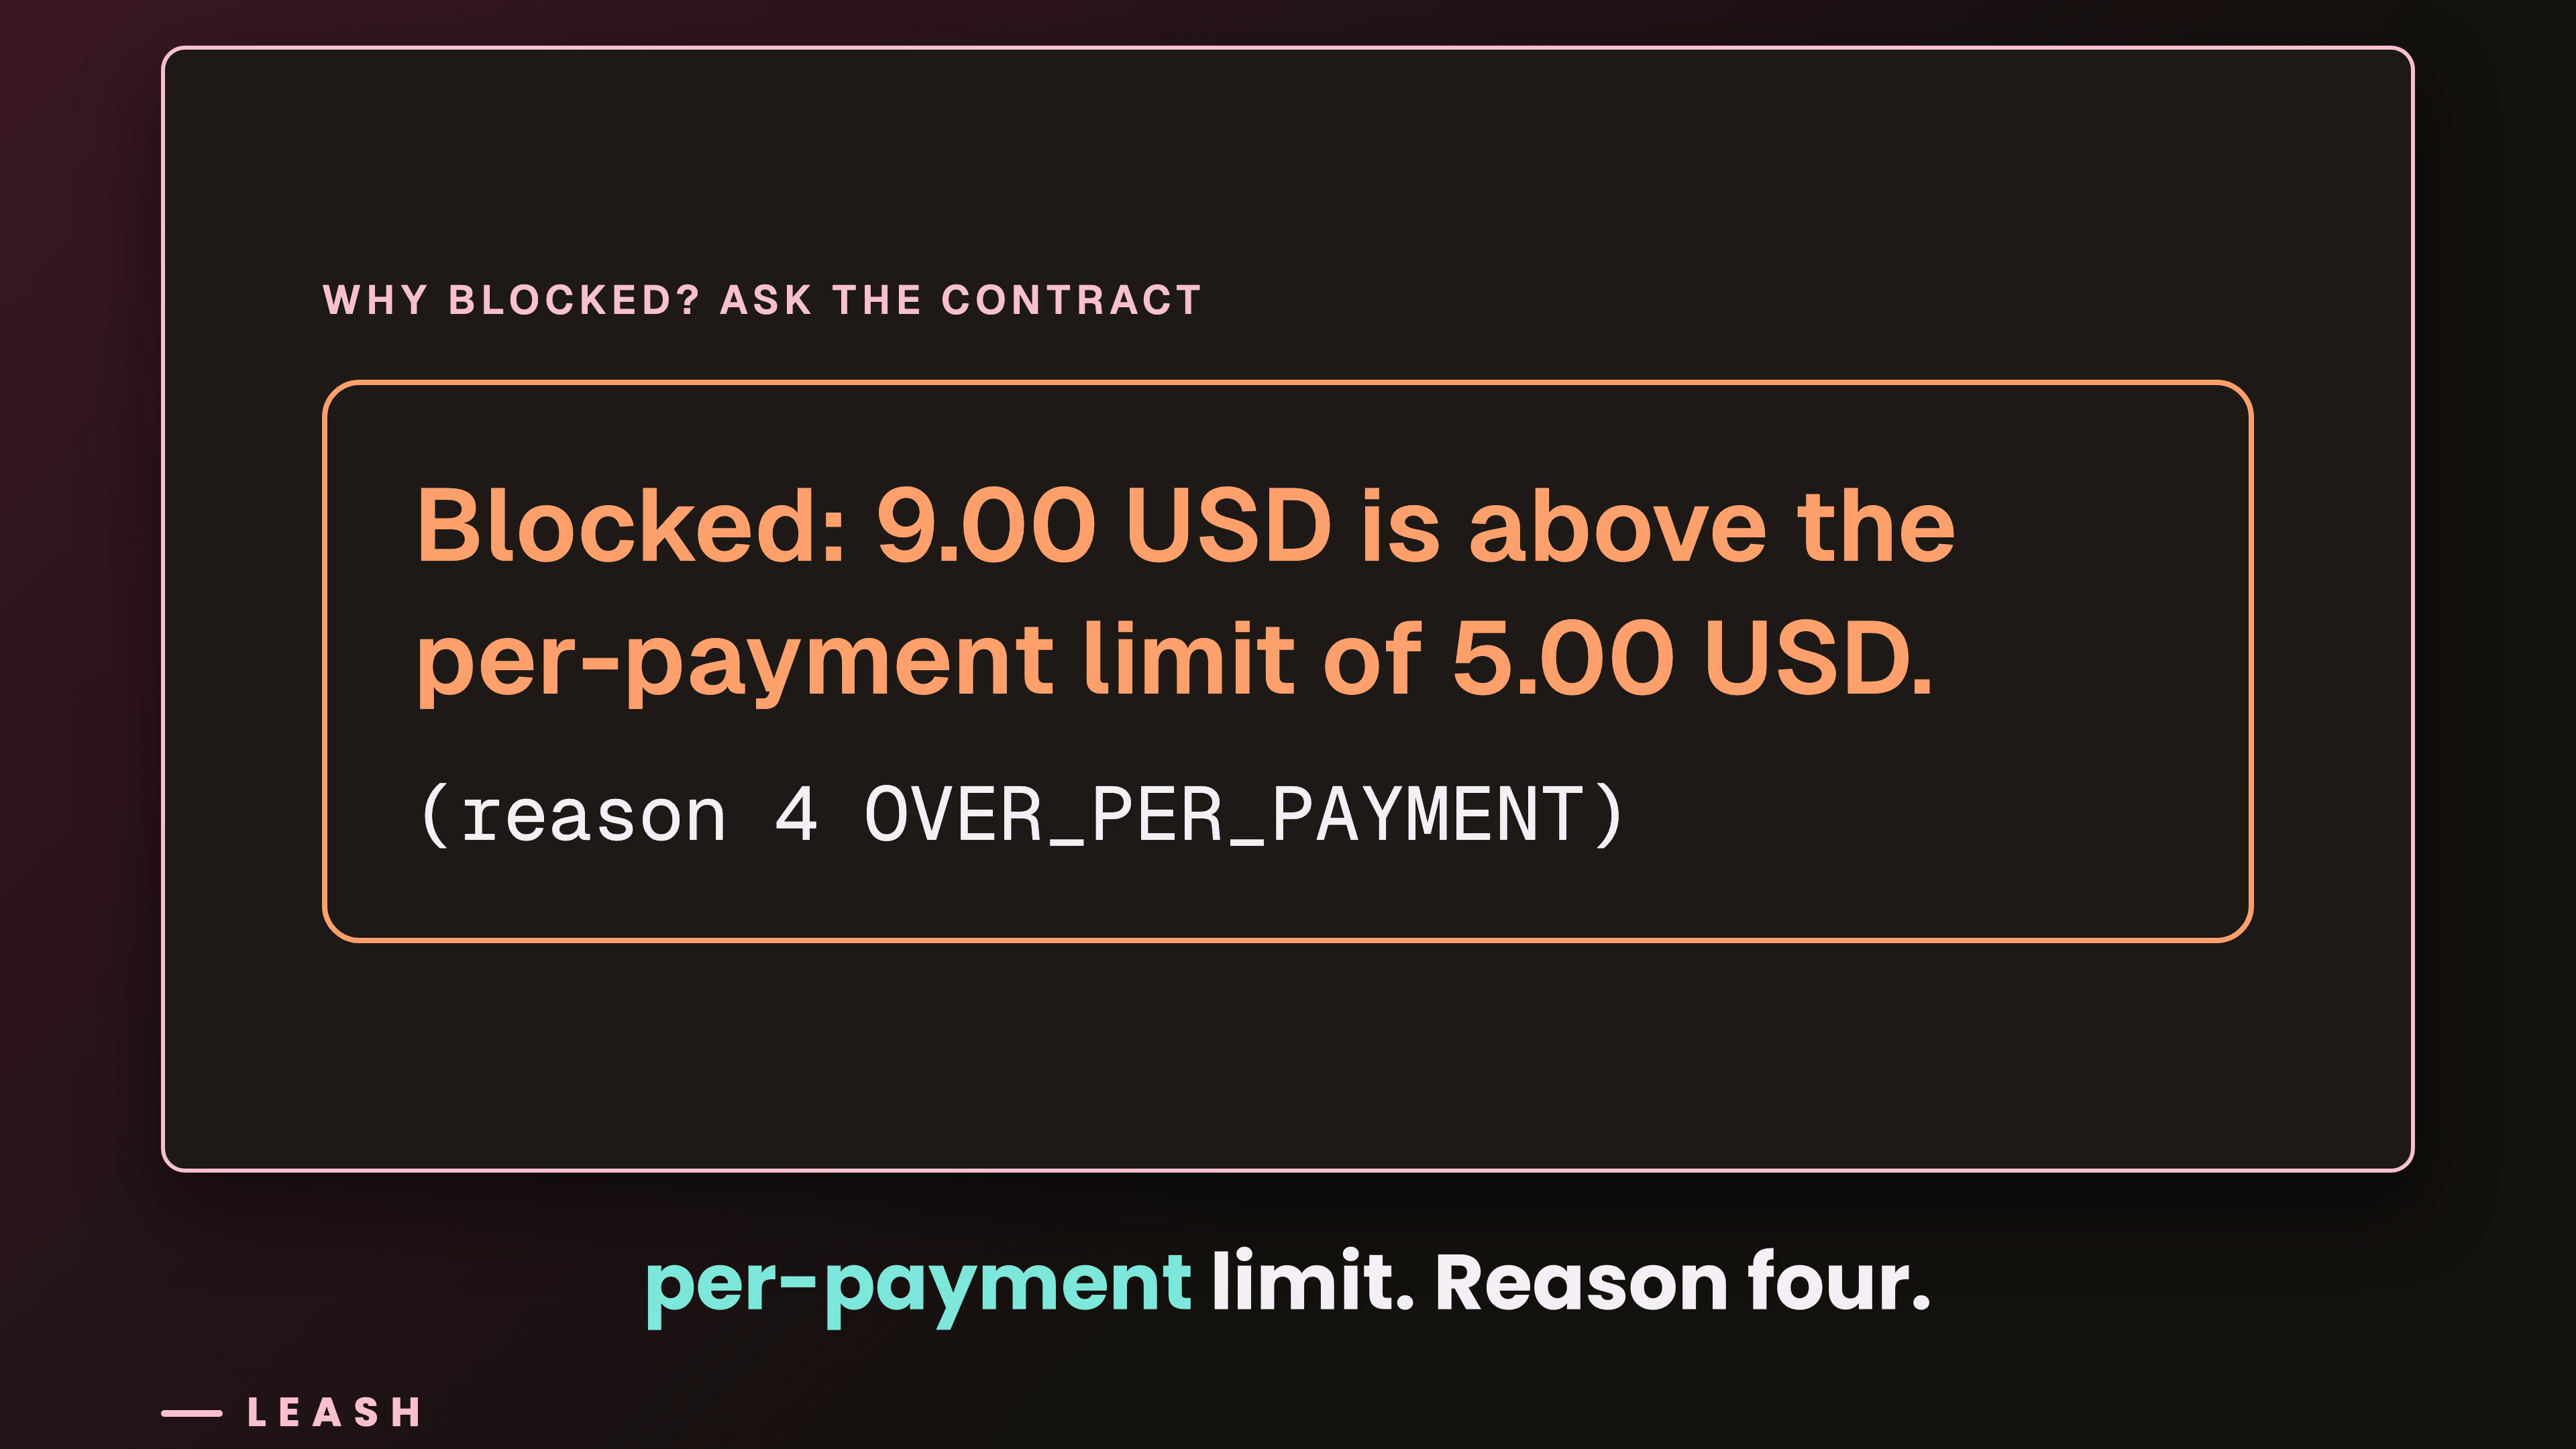 WHY BLOCKED? ASK THE CONTRACT
Blocked: 9.00 USD is above the
per-payment limit of 5.00 USD.
(reason 4 OVER_PER_PAYMENT)
per-payment limit. Reason four.
LEASH